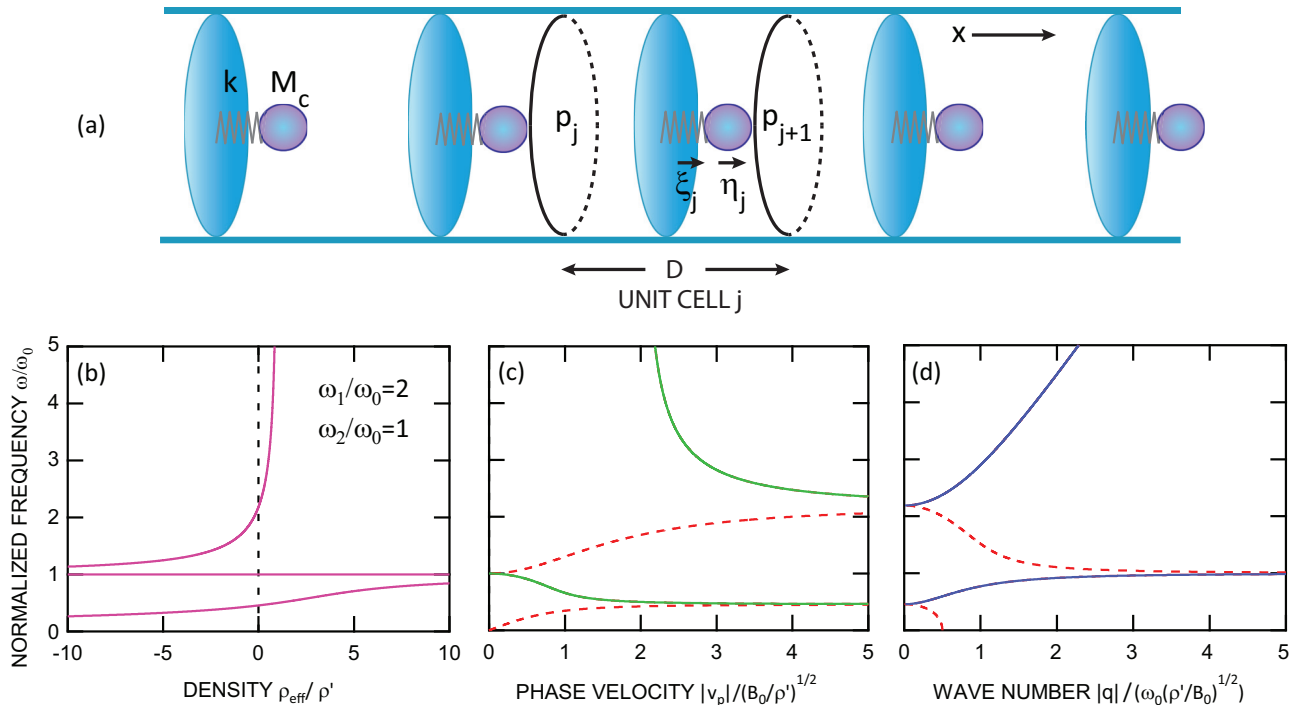 (a)
k
M_c
p_j
ξ_j
η_j
p_{j+1}
x
D
UNIT CELL j
NORMALIZED FREQUENCY ω/ω_0
(b)
ω_1/ω_0=2
ω_2/ω_0=1
5
4
3
2
1
0
-10
-5
0
5
10
DENSITY ρ_eff/ ρ'
(c)
0
1
2
3
4
5
PHASE VELOCITY |v_p|/(B_0/ρ')^{1/2}
(d)
0
1
2
3
4
5
WAVE NUMBER |q|/(ω_0(ρ'/B_0)^{1/2})